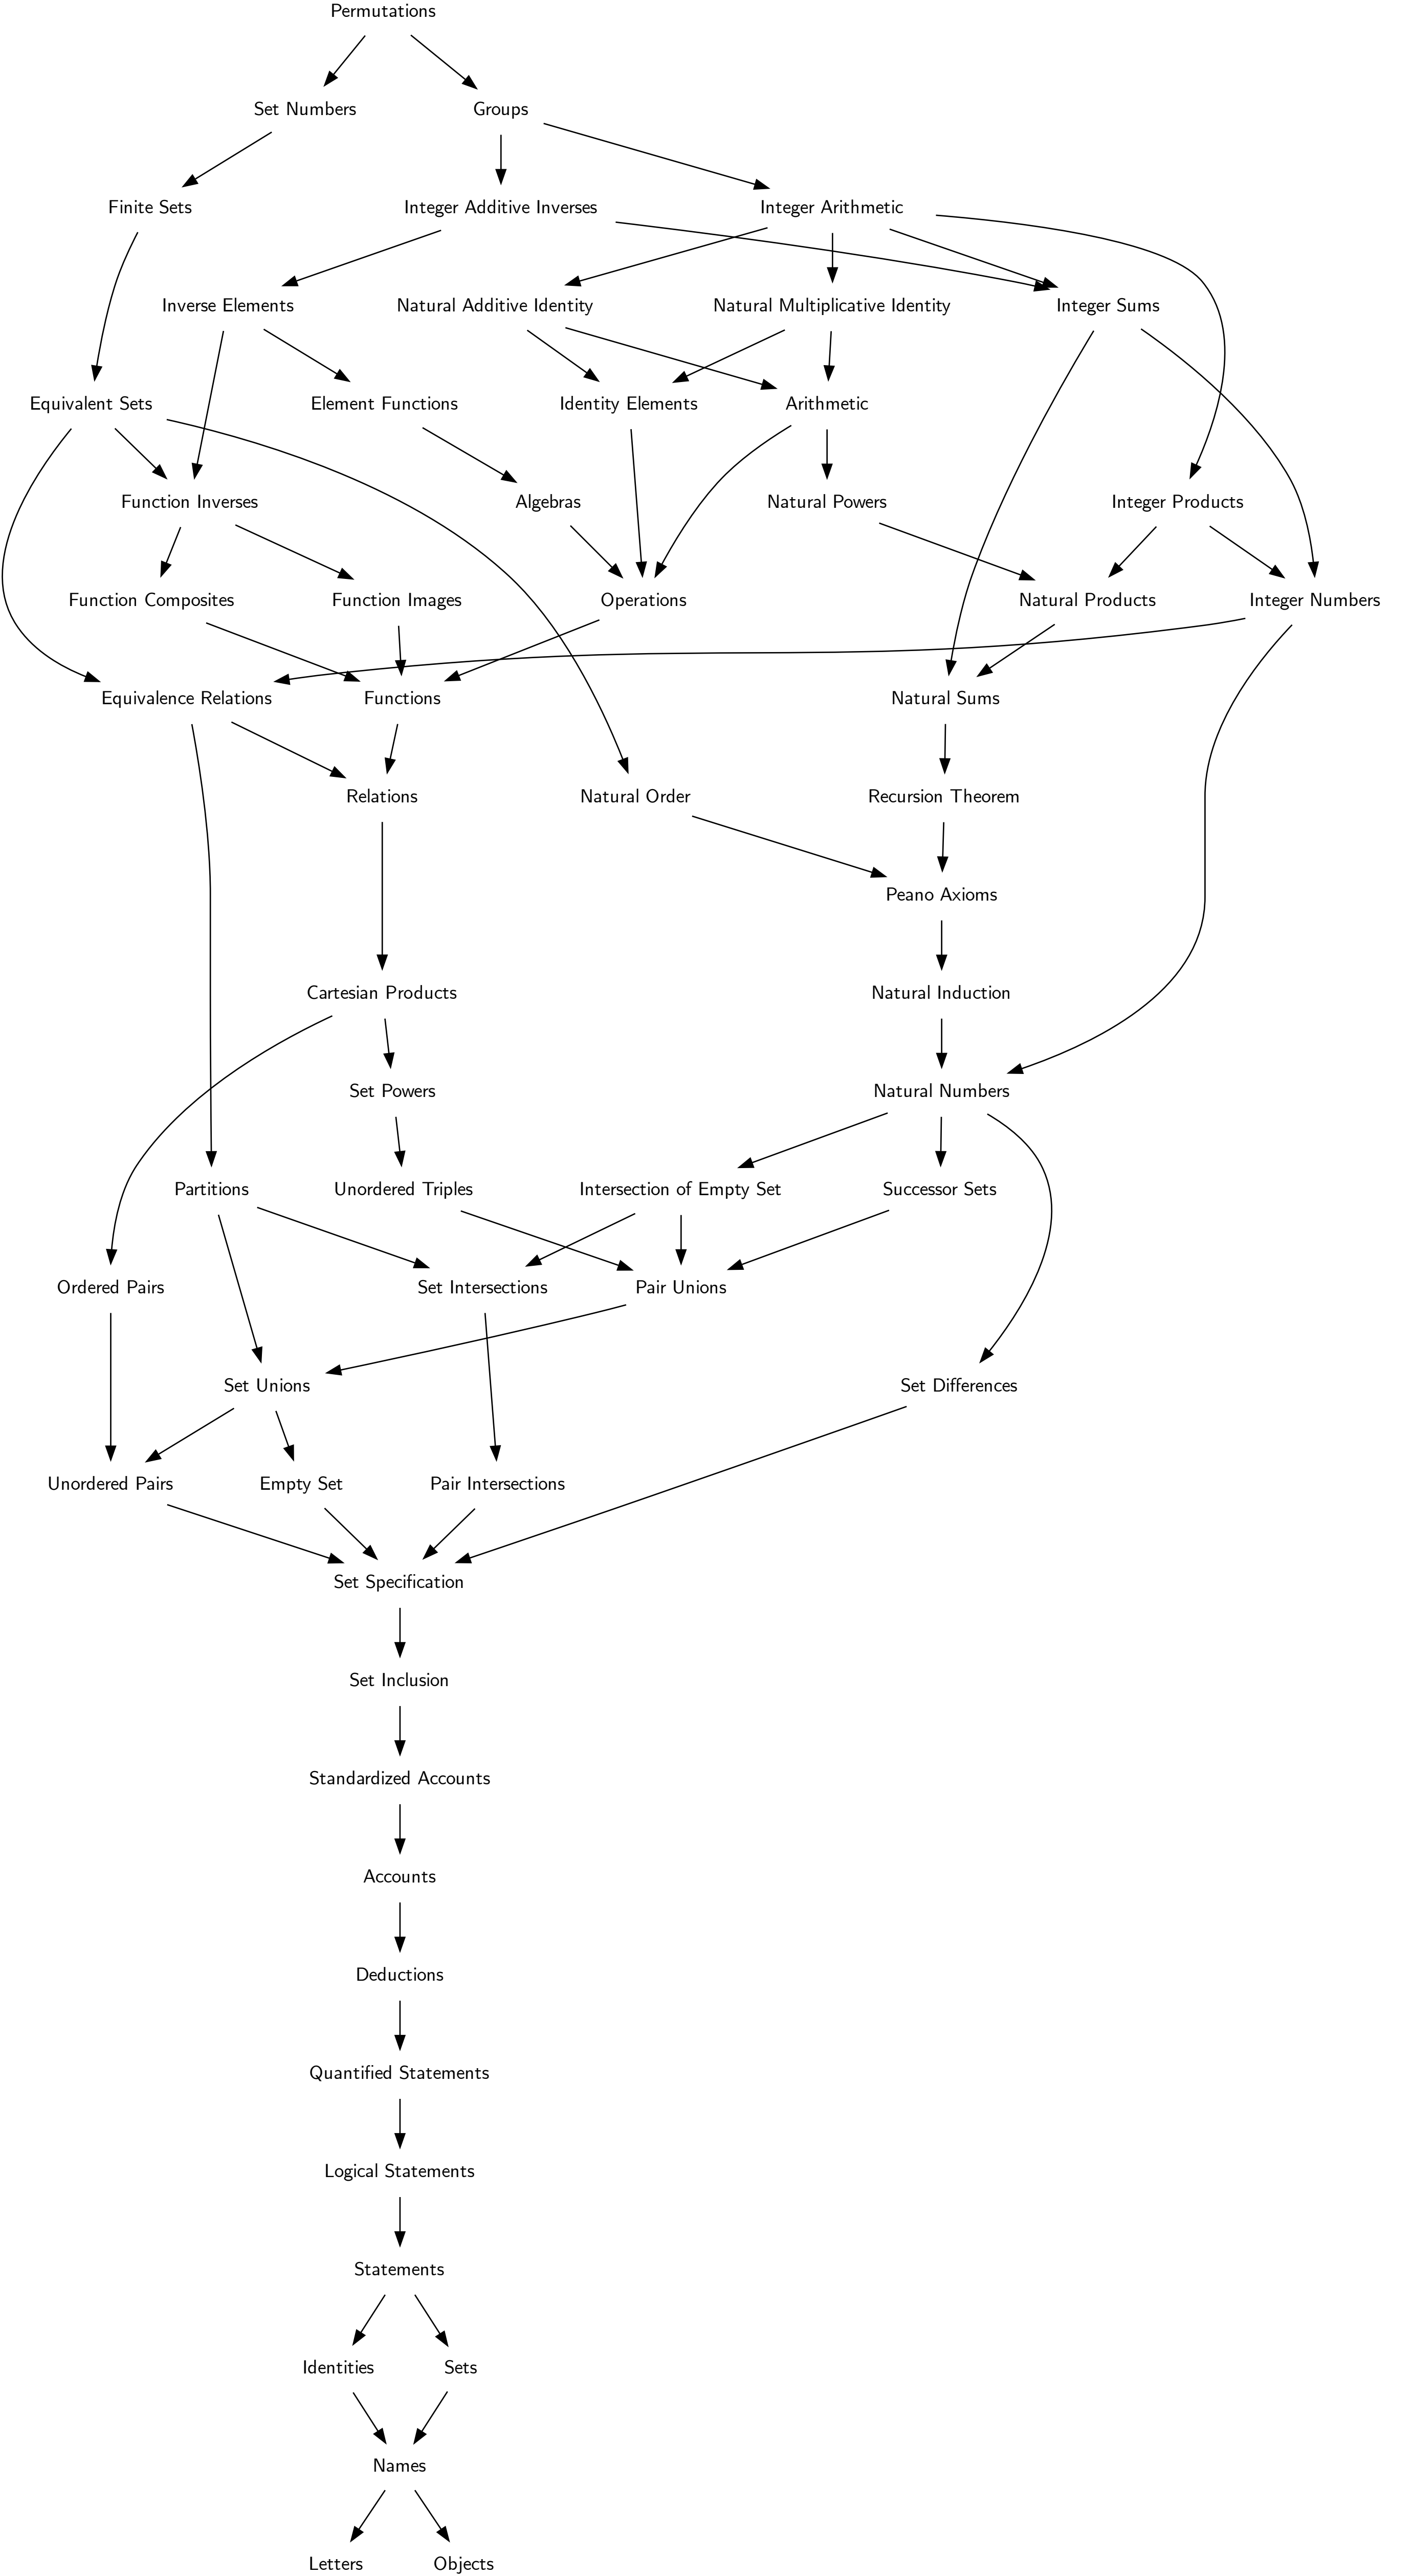 Permutations
Set Numbers
Groups
Finite Sets
Integer Additive Inverses
Integer Arithmetic
Inverse Elements
Natural Additive Identity
Natural Multiplicative Identity
Integer Sums
Equivalent Sets
Element Functions
Identity Elements
Arithmetic
Function Inverses
Algebras
Natural Powers
Integer Products
Function Composites
Function Images
Operations
Natural Products
Integer Numbers
Equivalence Relations
Functions
Natural Sums
Relations
Natural Order
Recursion Theorem
Peano Axioms
Cartesian Products
Natural Induction
Set Powers
Natural Numbers
Partitions
Unordered Triples
Intersection of Empty Set
Successor Sets
Ordered Pairs
Set Intersections
Pair Unions
Set Unions
Set Differences
Unordered Pairs
Empty Set
Pair Intersections
Set Specification
Set Inclusion
Standardized Accounts
Accounts
Deductions
Quantified Statements
Logical Statements
Statements
Identities
Sets
Names
Letters
Objects